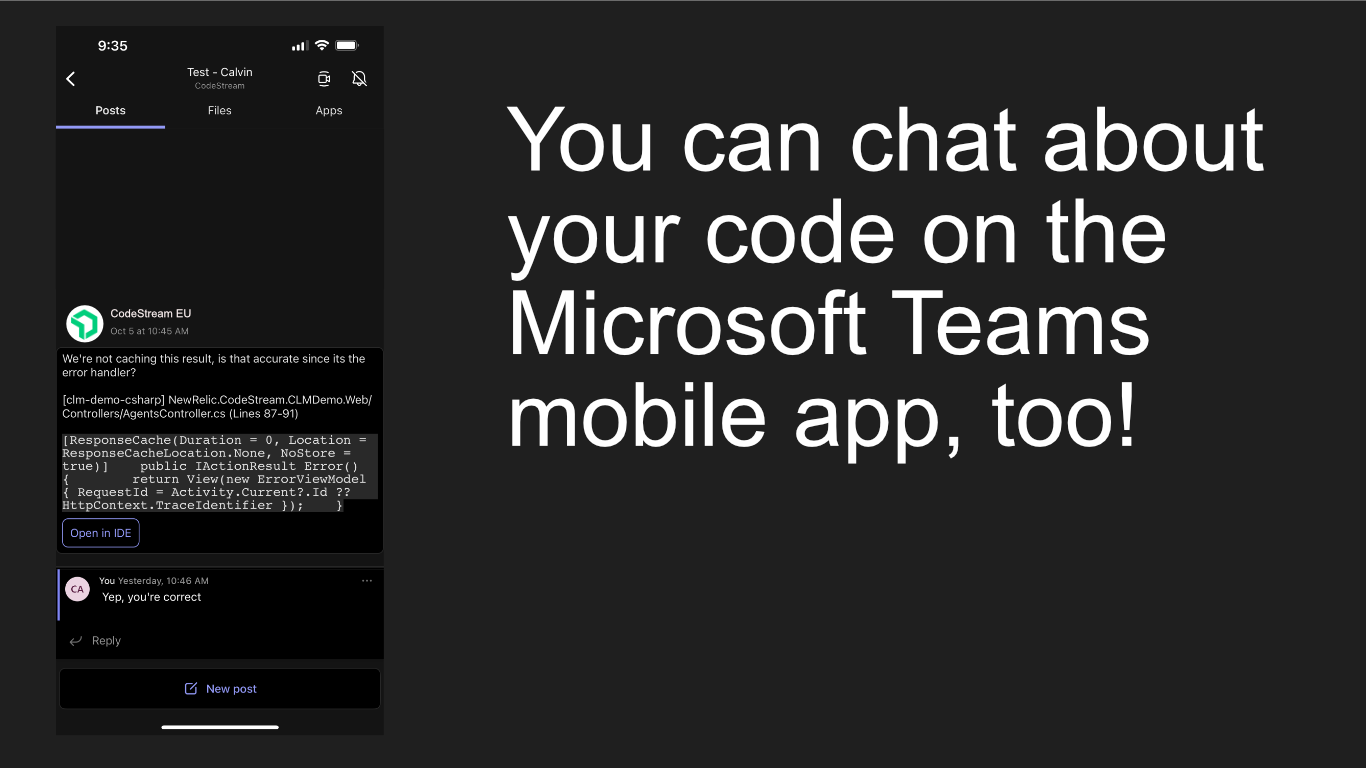 9:35
Test - Calvin
CodeStream
Posts Files Apps
CodeStream EU
Oct 5 at 10:45 AM
We're not caching this result, is that accurate since its the
error handler?
[clm-demo-csharp] NewRelic.CodeStream.CLMDemo.Web/
Controllers/AgentsController.cs (Lines 87-91)
[ResponseCache(Duration = 0, Location =
ResponseCacheLocation.None, NoStore =
true)]    public IActionResult Error()
{        return View(new ErrorViewModel
{ RequestId = Activity.Current?.Id ??
HttpContext.TraceIdentifier });    }
Open in IDE
CA
You Yesterday, 10:46 AM
Yep, you're correct
Reply
New post
You can chat about
your code on the
Microsoft Teams
mobile app, too!